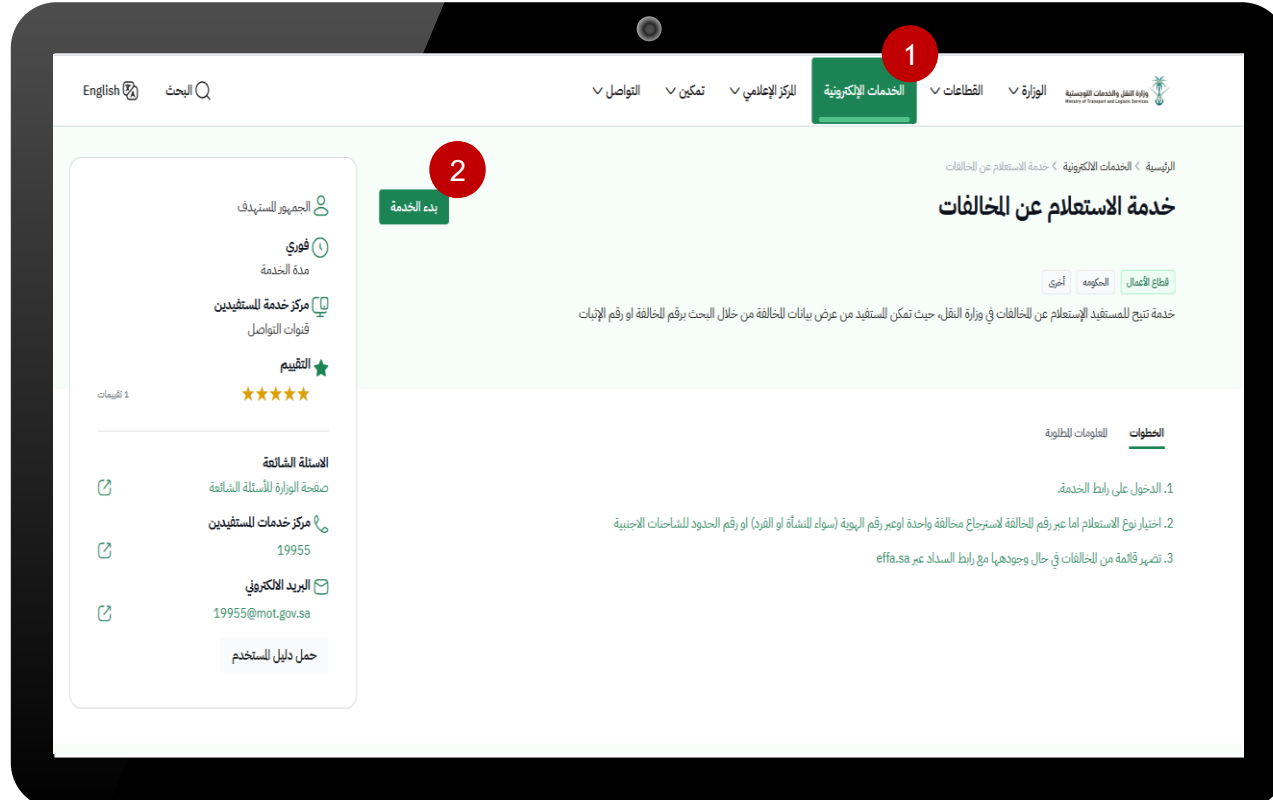 1
وزارة النقل والخدمات اللوجستية
Ministry of Transport and Logistic Services
الوزارة
القطاعات
الخدمات الإلكترونية
المركز الإعلامي
تمكين
التواصل
البحث
English
الرئيسية
الخدمات الالكترونية
خدمة الاستعلام عن المخالفات
خدمة الاستعلام عن المخالفات
2
بدء الخدمة
قطاع الأعمال
الحكومه
أخرى
خدمة تتيح للمستفيد الإستعلام عن المخالفات في وزارة النقل، حيث تمكن المستفيد من عرض بيانات المخالفة من خلال البحث برقم المخالفة او رقم الإثبات
الخطوات
المعلومات المطلوبة
1. الدخول على رابط الخدمة.
2. اختيار نوع الاستعلام اما عبر رقم المخالفة لاسترجاع مخالفة واحدة اوعبر رقم الهوية (سواء المنشأة او الفرد) او رقم الحدود للشاحنات الاجنبية
3. تضهر قائمة من المخالفات في حال وجودهها مع رابط السداد عبر effa.sa
الجمهور المستهدف
فوري
مدة الخدمة
مركز خدمة المستفيدين
قنوات التواصل
التقييم
1 تقييمات
الاسئلة الشائعة
صفحة الوزارة للأسئلة الشائعة
مركز خدمات المستفيدين
19955
البريد الالكتروني
19955@mot.gov.sa
حمل دليل المستخدم